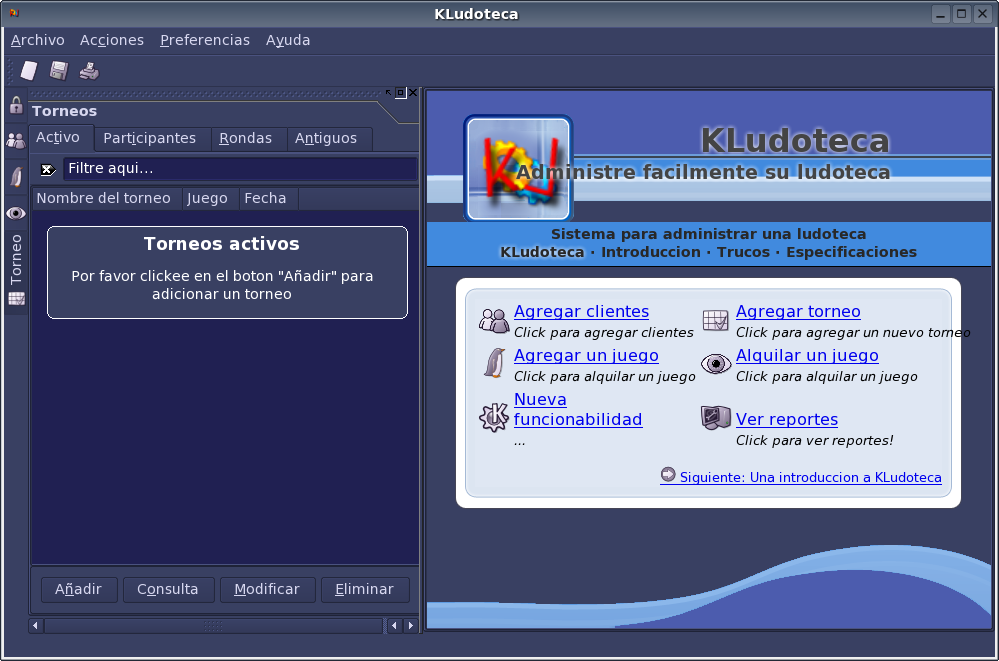 KLudoteca
Archivo Acciones Preferencias Ayuda
Torneos
Activo Participantes Rondas Antiguos
Filtre aqui...
Nombre del torneo Juego Fecha
Torneos activos
Por favor clickee en el boton "Añadir" para
adicionar un torneo
Torneo
Añadir Consulta Modificar Eliminar
KLudoteca
Administre facilmente su ludoteca
Sistema para administrar una ludoteca
KLudoteca · Introduccion · Trucos · Especificaciones
Agregar clientes
Click para agregar clientes
Agregar torneo
Click para agregar un nuevo torneo
Agregar un juego
Click para alquilar un juego
Alquilar un juego
Click para alquilar un juego
Nueva
funcionabilidad
...
Ver reportes
Click para ver reportes!
Siguiente: Una introduccion a KLudoteca